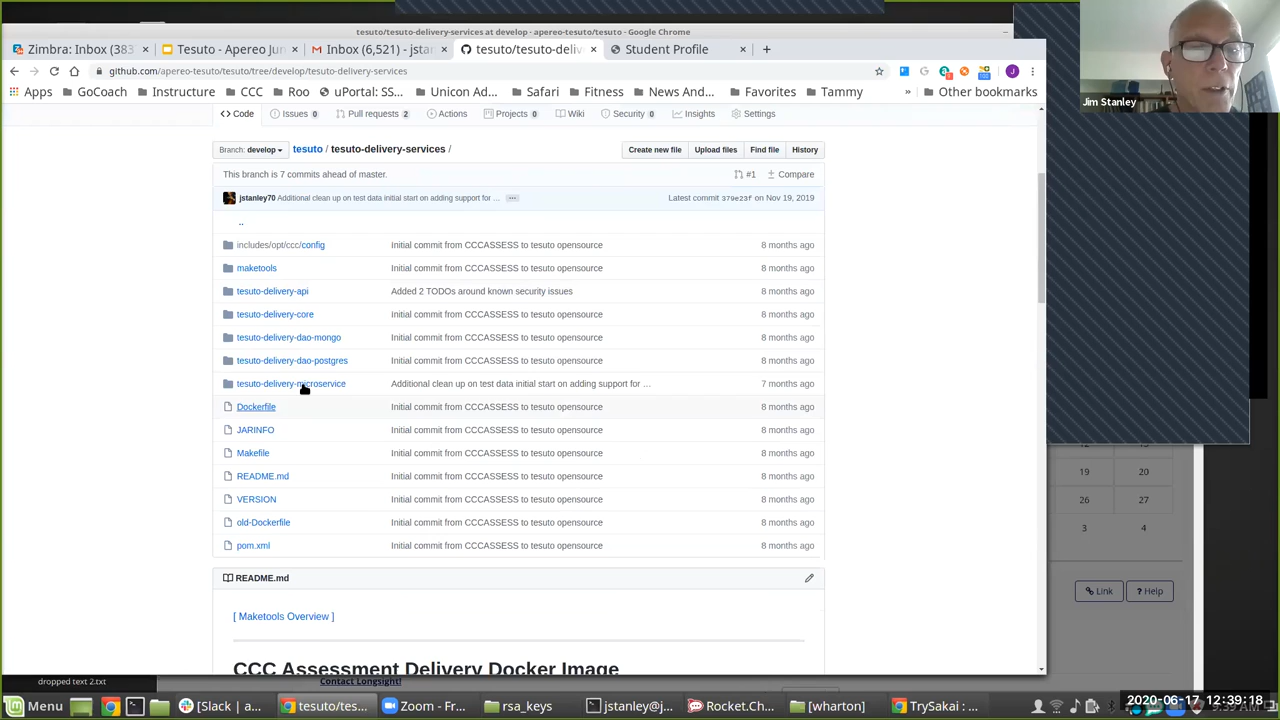 tesuto/tesuto-delivery-services at develop - apereo-tesuto/tesuto - Google Chrome
Zimbra: Inbox (383
Tesuto - Apereo Jun
Inbox (6,521) - jstan
tesuto/tesuto-deliv
Student Profile
github.com/apereo-tesuto/tesuto/tree/develop/tesuto-delivery-services
Apps GoCoach Instructure CCC Roo uPortal: SS... Unicon Ad... Safari Fitness News And... Favorites Tammy » Other bookmarks
Jim Stanley
Code Issues 0 Pull requests 2 Actions Projects 0 Wiki Security 0 Insights Settings
Branch: develop tesuto / tesuto-delivery-services / Create new file Upload files Find file History
This branch is 7 commits ahead of master. #1 Compare
jstanley70 Additional clean up on test data initial start on adding support for ... Latest commit 379e23f on Nov 19, 2019
..
includes/opt/ccc/config Initial commit from CCCASSESS to tesuto opensource 8 months ago
maketools Initial commit from CCCASSESS to tesuto opensource 8 months ago
tesuto-delivery-api Added 2 TODOs around known security issues 8 months ago
tesuto-delivery-core Initial commit from CCCASSESS to tesuto opensource 8 months ago
tesuto-delivery-dao-mongo Initial commit from CCCASSESS to tesuto opensource 8 months ago
tesuto-delivery-dao-postgres Initial commit from CCCASSESS to tesuto opensource 8 months ago
tesuto-delivery-microservice Additional clean up on test data initial start on adding support for ... 7 months ago
Dockerfile Initial commit from CCCASSESS to tesuto opensource 8 months ago
JARINFO Initial commit from CCCASSESS to tesuto opensource 8 months ago
Makefile Initial commit from CCCASSESS to tesuto opensource 8 months ago
README.md Initial commit from CCCASSESS to tesuto opensource 8 months ago
VERSION Initial commit from CCCASSESS to tesuto opensource 8 months ago
old-Dockerfile Initial commit from CCCASSESS to tesuto opensource 8 months ago
pom.xml Initial commit from CCCASSESS to tesuto opensource 8 months ago
19 20
26 27
3 4
README.md
Link ? Help
[ Maketools Overview ]
CCC Assessment Delivery Docker Image
dropped text 2.txt
Contact Longsight!
Menu
[Slack | a...
tesuto/tes...
Zoom - Fr...
rsa_keys
jstanley@j...
Rocket.Ch...
[wharton]
TrySakai : ...
2020-06-17 12:39:18